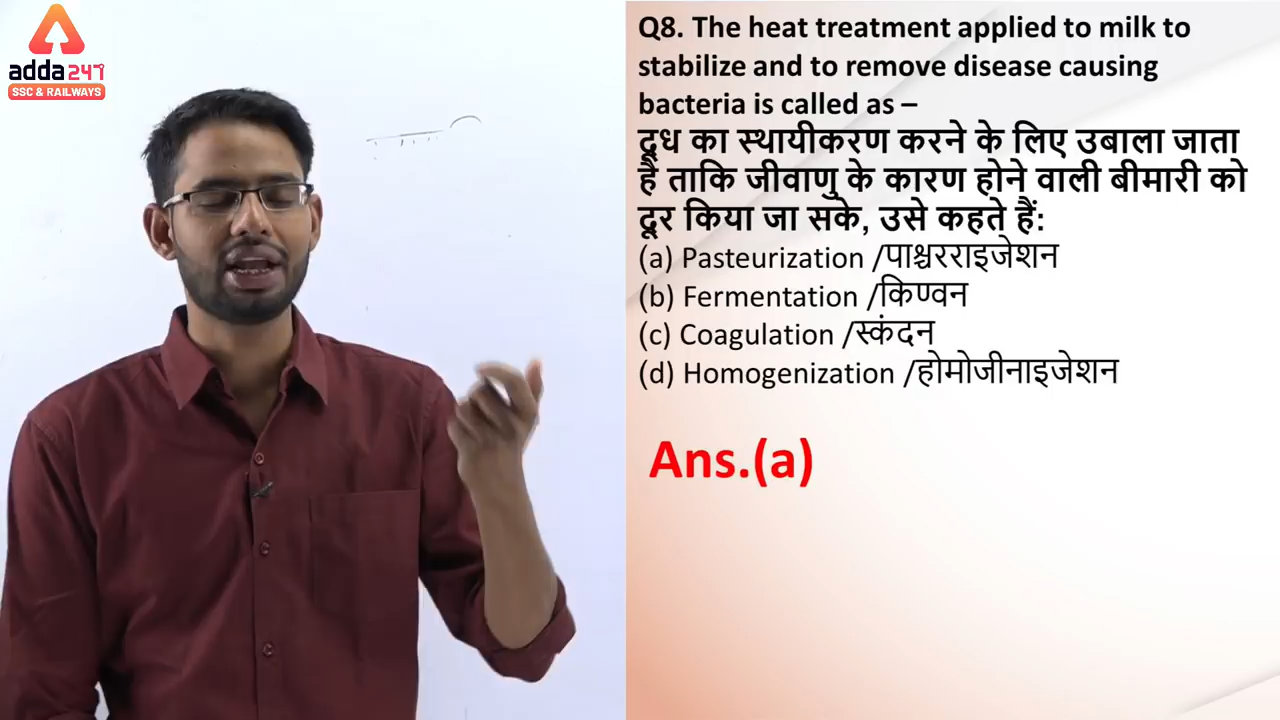 adda247
SSC & RAILWAYS
Q8. The heat treatment applied to milk to
stabilize and to remove disease causing
bacteria is called as –
दूध का स्थायीकरण करने के लिए उबाला जाता
है ताकि जीवाणु के कारण होने वाली बीमारी को
दूर किया जा सके, उसे कहते हैं:
(a) Pasteurization /पाश्चरराइजेशन
(b) Fermentation /किण्वन
(c) Coagulation /स्कंदन
(d) Homogenization /होमोजीनाइजेशन
Ans.(a)